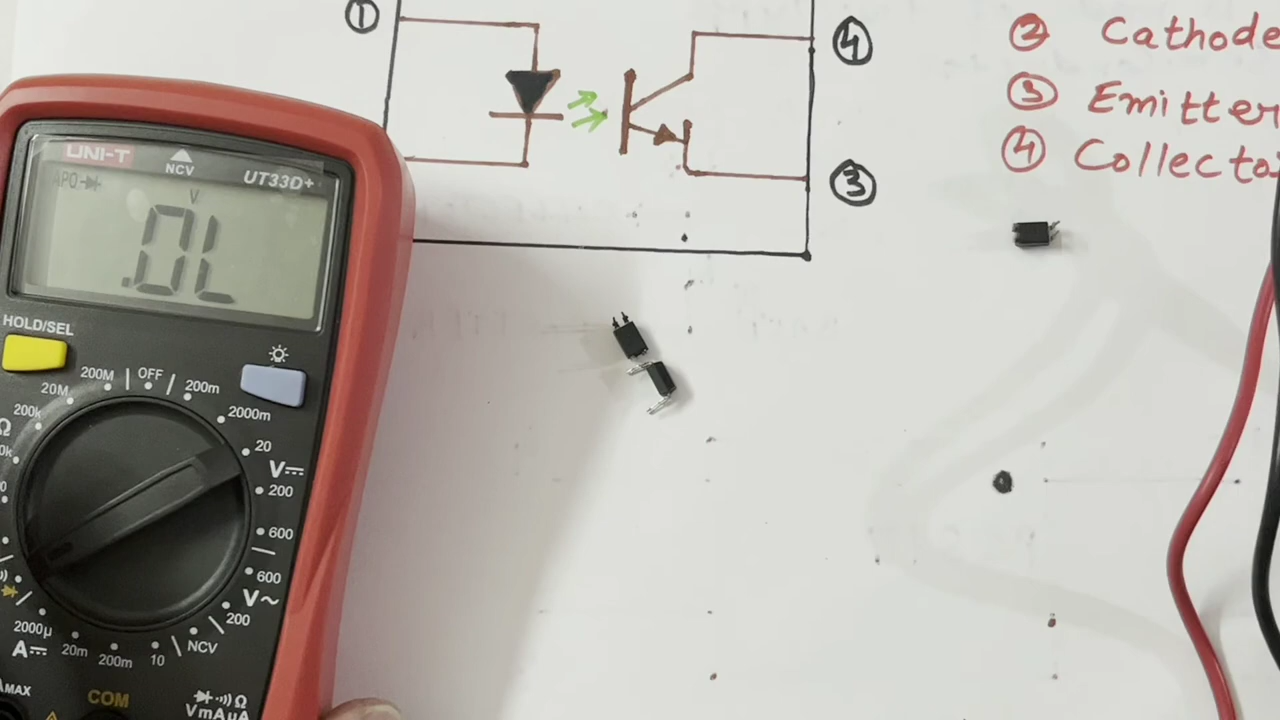 ①
④
③
② Cathode
③ Emitter
④ Collecto
UNI-T
NCV
UT33D+
APO
V
.0L
HOLD/SEL
OFF
200m
2000m
20
V
200
600
600
V~
200
NCV
10
200m
20m
2000µ
A
200k
20M
200M
Ω
MAX
COM
Ω
VmAµA